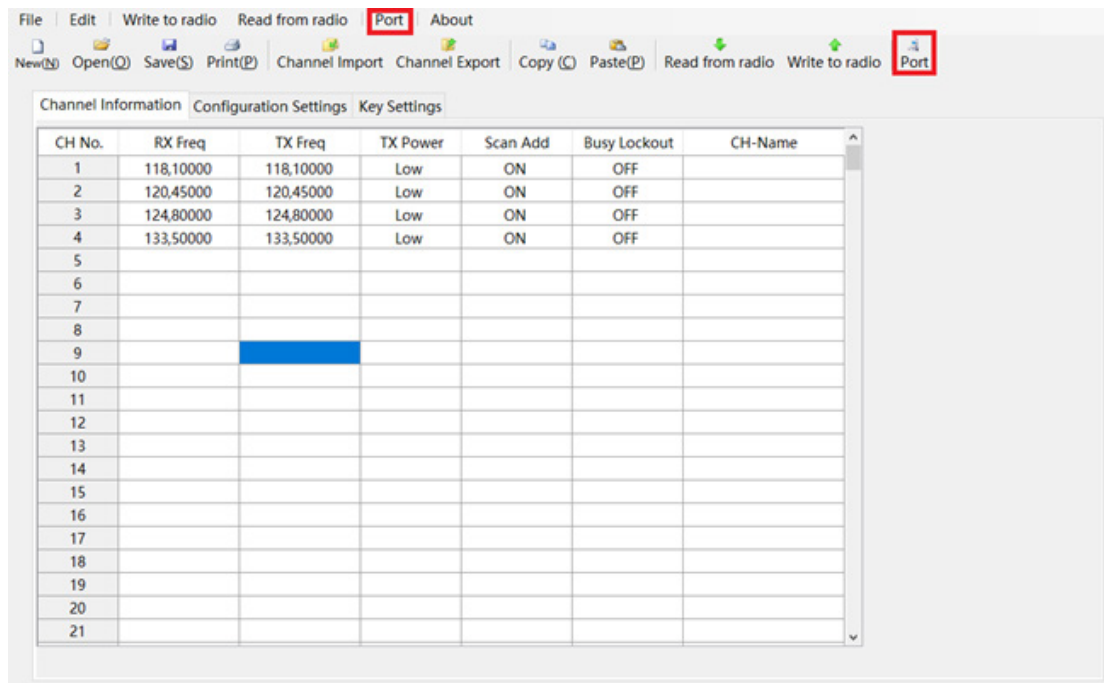 File Edit Write to radio Read from radio Port About
New(N) Open(O) Save(S) Print(P) Channel Import Channel Export Copy (C) Paste(P) Read from radio Write to radio Port
Channel Information Configuration Settings Key Settings
CH No. RX Freq TX Freq TX Power Scan Add Busy Lockout CH-Name
1 118,10000 118,10000 Low ON OFF
2 120,45000 120,45000 Low ON OFF
3 124,80000 124,80000 Low ON OFF
4 133,50000 133,50000 Low ON OFF
5
6
7
8
9
10
11
12
13
14
15
16
17
18
19
20
21